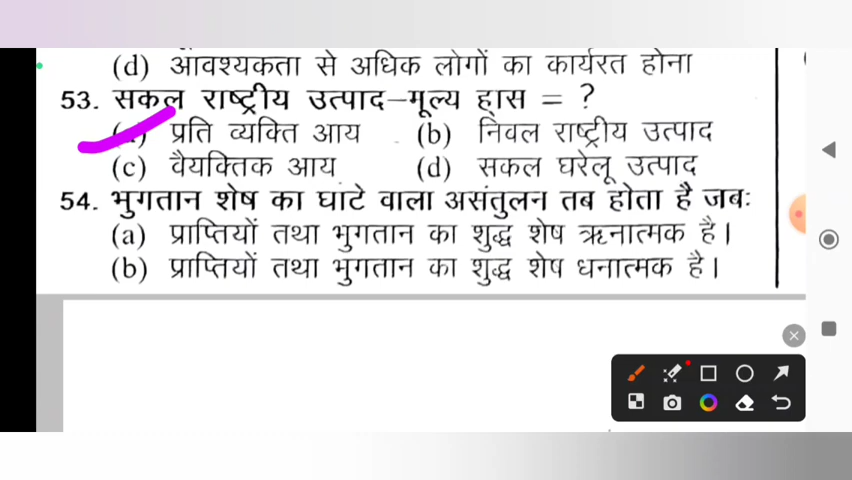 (d) आवश्यकता से अधिक लोगों का कार्यरत होना
53. सकल राष्ट्रीय उत्पाद–मूल्य ह्रास = ?
प्रति व्यक्ति आय (b) निवल राष्ट्रीय उत्पाद
(c) वैयक्तिक आय (d) सकल घरेलू उत्पाद
54. भुगतान शेष का घाटे वाला असंतुलन तब होता है जबः
(a) प्राप्तियों तथा भुगतान का शुद्ध शेष ऋनात्मक है।
(b) प्राप्तियों तथा भुगतान का शुद्ध शेष धनात्मक है।